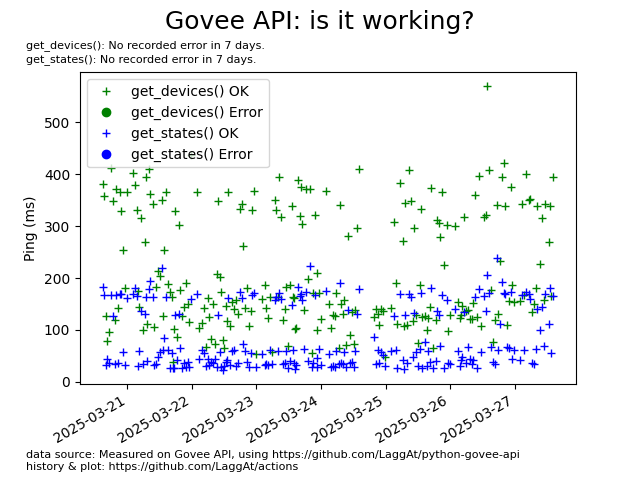 Govee API: is it working?
get_devices(): No recorded error in 7 days.
get_states(): No recorded error in 7 days.
get_devices() OK
get_devices() Error
get_states() OK
get_states() Error
Ping (ms)
500
400
300
200
100
0
2025-03-21
2025-03-22
2025-03-23
2025-03-24
2025-03-25
2025-03-26
2025-03-27
data source: Measured on Govee API, using https://github.com/LaggAt/python-govee-api
history & plot: https://github.com/LaggAt/actions